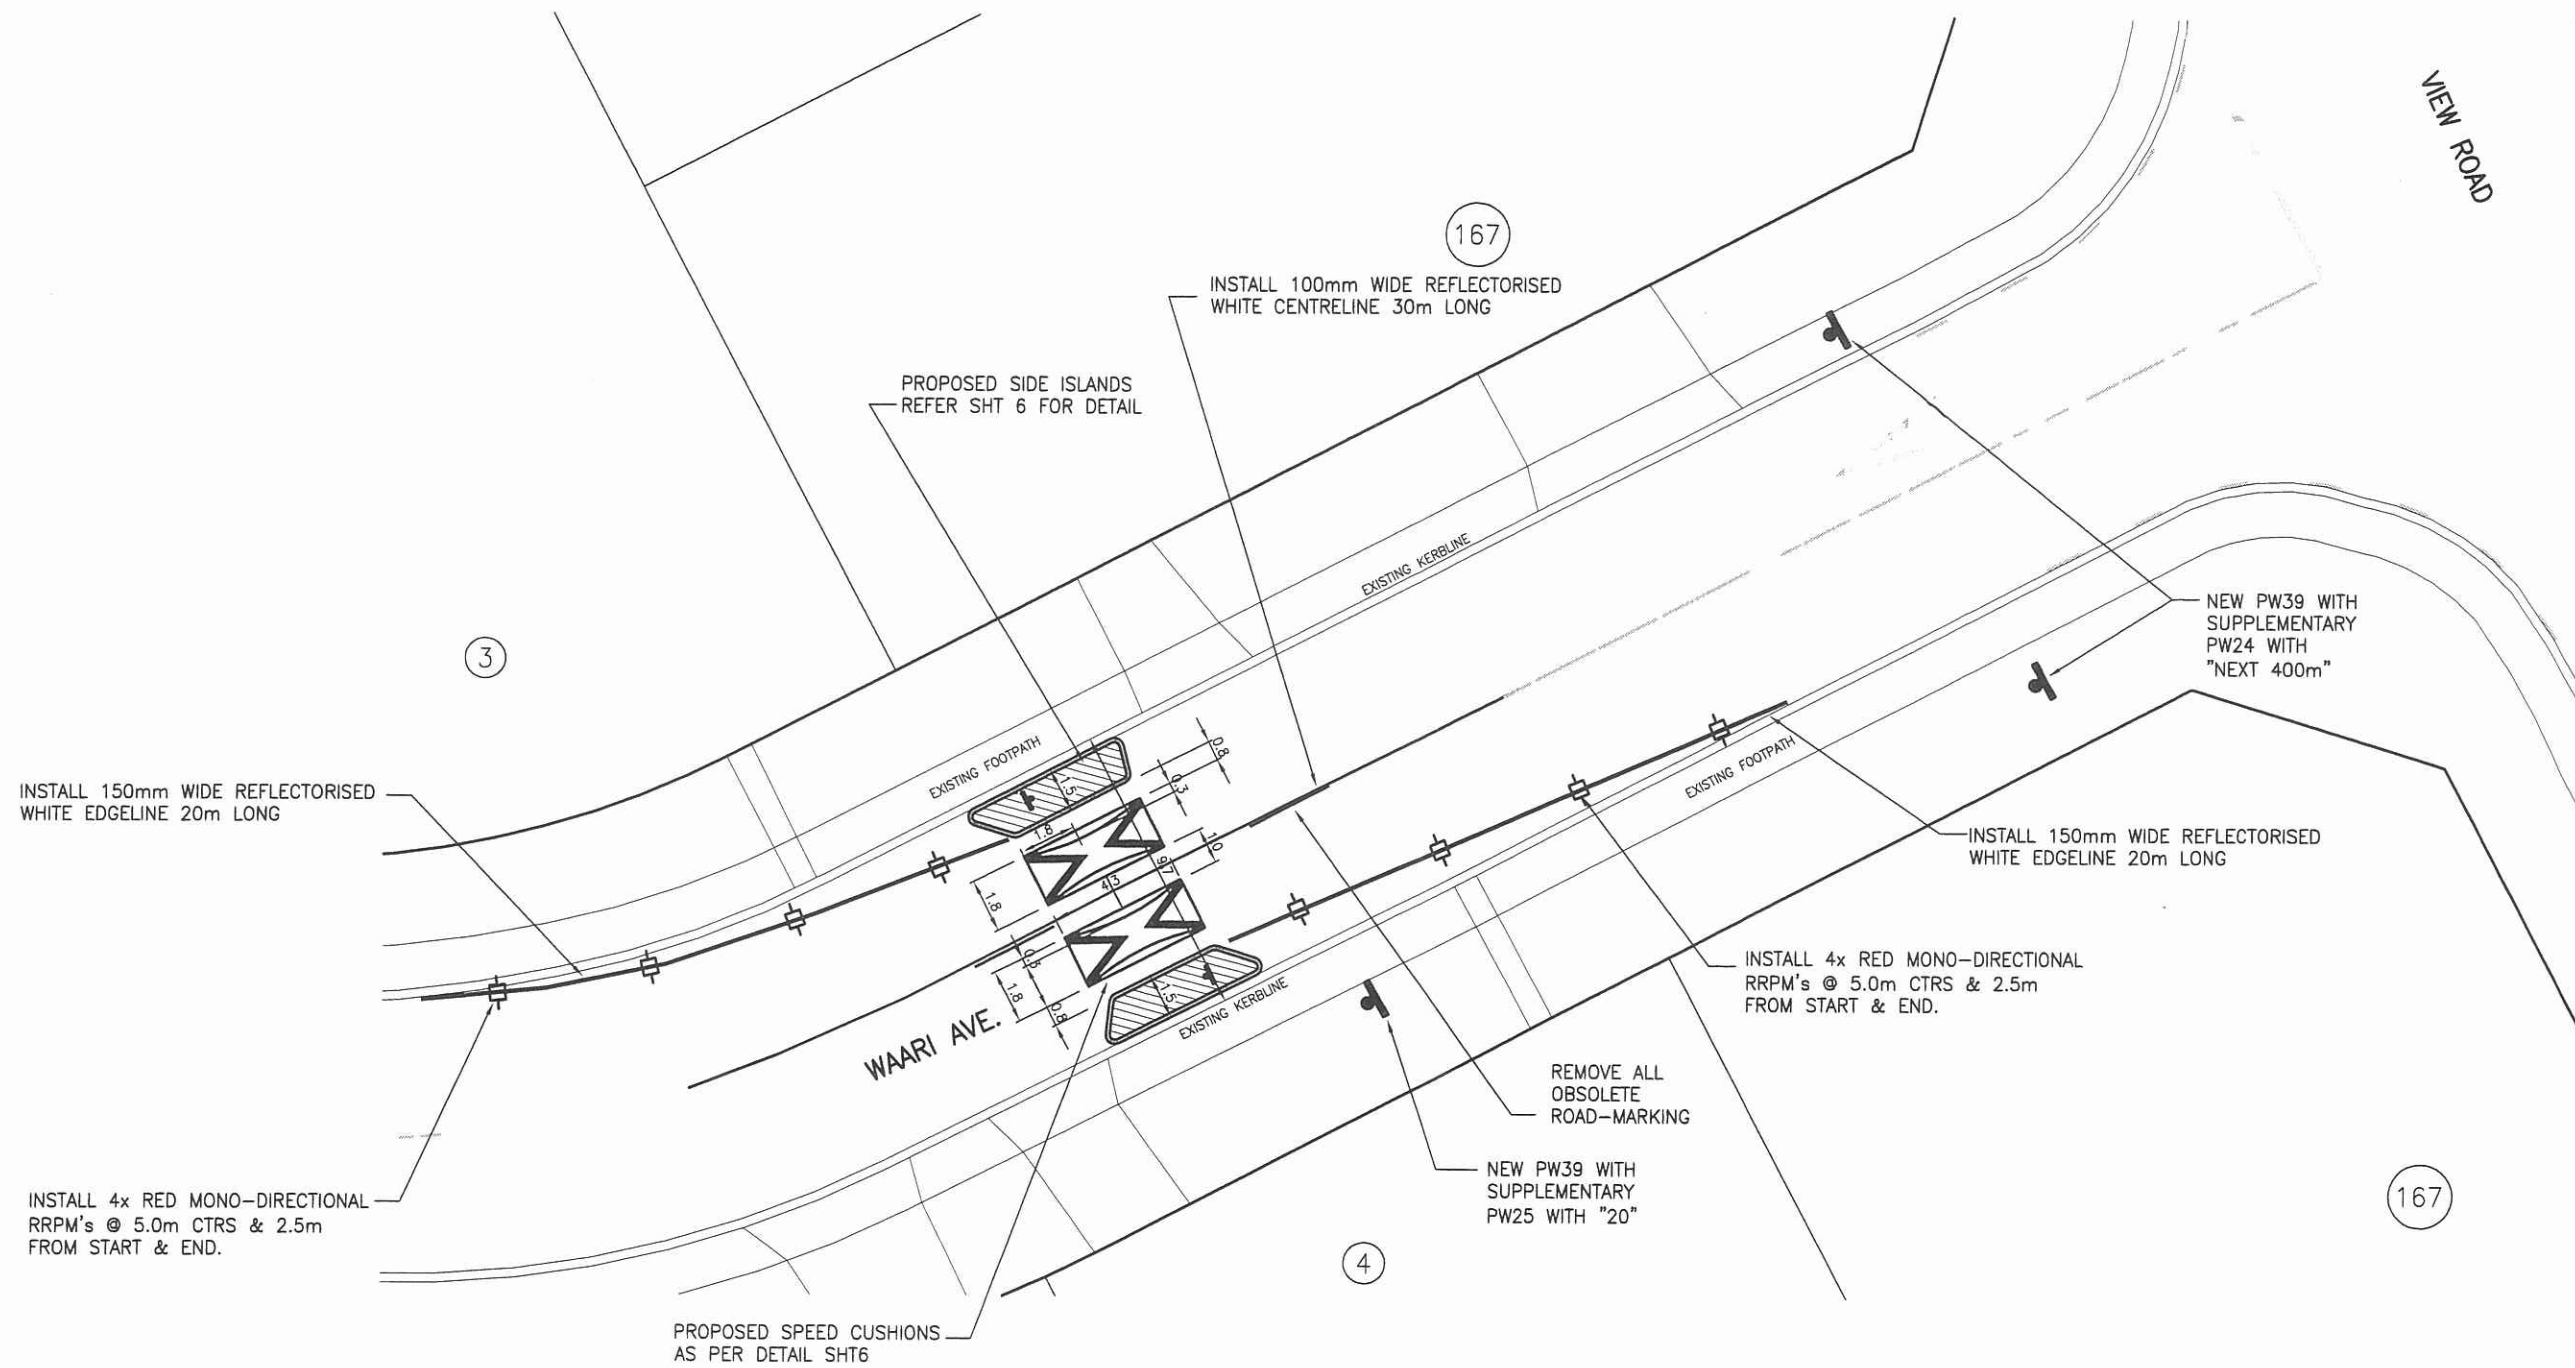 VIEW ROAD
167
INSTALL 100mm WIDE REFLECTORISED
WHITE CENTRELINE 30m LONG
PROPOSED SIDE ISLANDS
REFER SHT 6 FOR DETAIL
EXISTING KERBLINE
NEW PW39 WITH
SUPPLEMENTARY
PW24 WITH
"NEXT 400m"
3
EXISTING FOOTPATH
0.8
0.3
1.5
1.8
INSTALL 150mm WIDE REFLECTORISED
WHITE EDGELINE 20m LONG
EXISTING FOOTPATH
INSTALL 150mm WIDE REFLECTORISED
WHITE EDGELINE 20m LONG
9.7
4.3
1.8
0.3
1.8
0.8
1.5
EXISTING KERBLINE
WAARI AVE.
INSTALL 4x RED MONO-DIRECTIONAL
RRPM's @ 5.0m CTRS & 2.5m
FROM START & END.
REMOVE ALL
OBSOLETE
ROAD-MARKING
NEW PW39 WITH
SUPPLEMENTARY
PW25 WITH "20"
167
INSTALL 4x RED MONO-DIRECTIONAL
RRPM's @ 5.0m CTRS & 2.5m
FROM START & END.
4
PROPOSED SPEED CUSHIONS
AS PER DETAIL SHT6